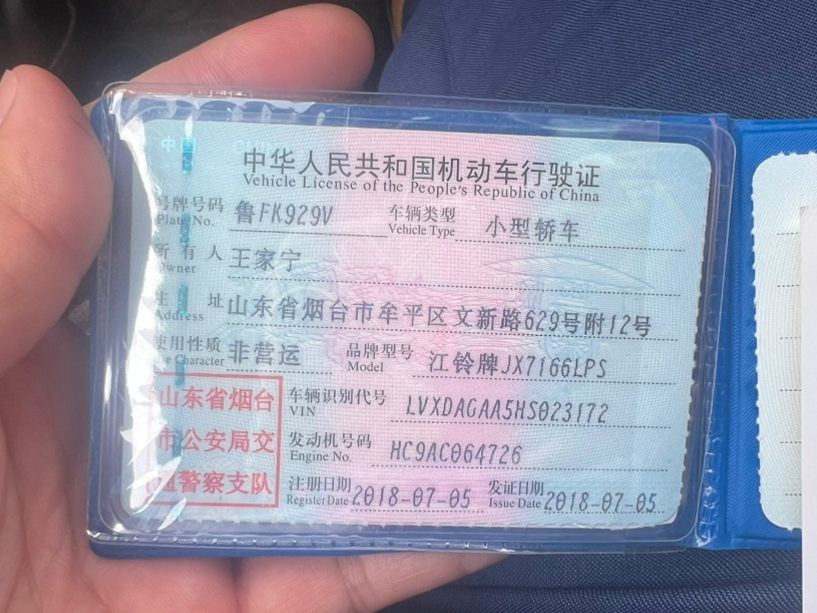 中国 China
中华人民共和国机动车行驶证
Vehicle License of the People's Republic of China
号牌号码 鲁FK929V 车辆类型 小型轿车
Plate No. Vehicle Type
所有人 王家宁
Owner
住址 山东省烟台市牟平区文新路629号附12号
Address
使用性质 非营运 品牌型号 江铃牌JX7166LPS
Use Character Model
山东省烟台 车辆识别代号 LVXDAGAA5HS023172
VIN
市公安局交 发动机号码 HC9AC064726
Engine No.
通警察支队 注册日期 2018-07-05 发证日期 2018-07-05
Register Date Issue Date